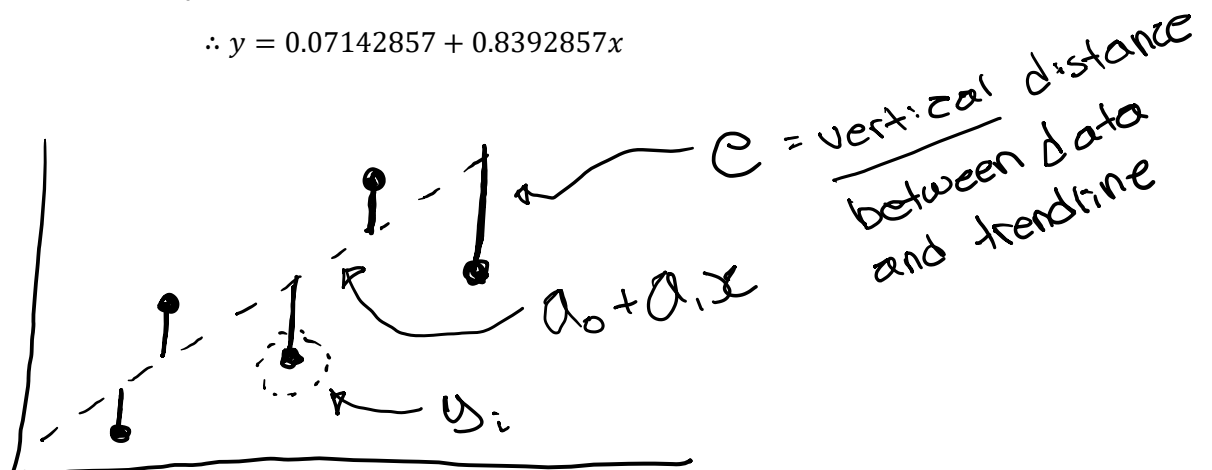 ∴ y = 0.07142857 + 0.8392857x
e = vertical distance
between data
and trendline
a₀ + a₁x
yᵢ